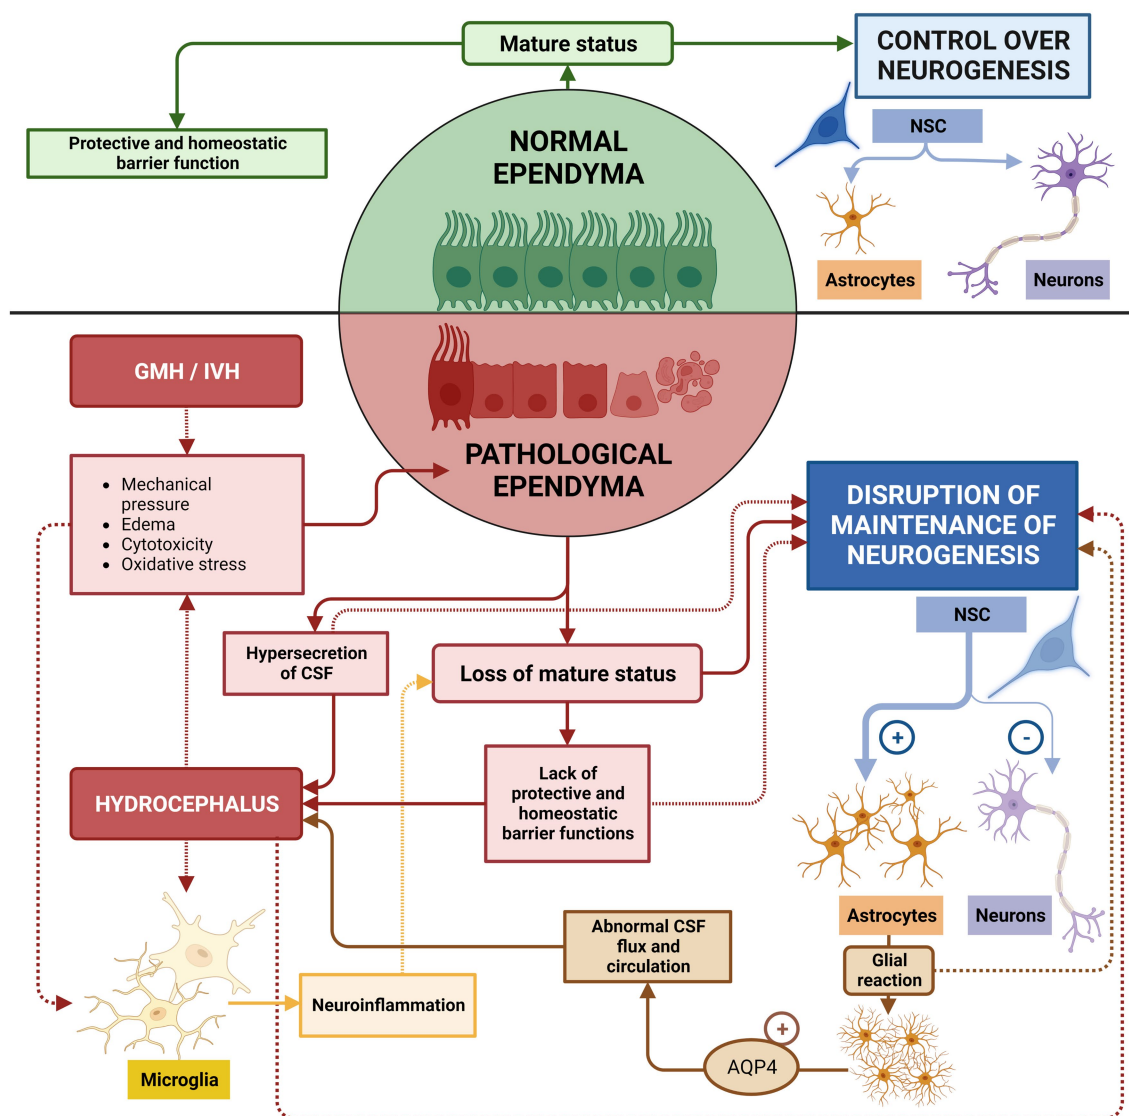 Mature status
CONTROL OVER
NEUROGENESIS
Protective and homeostatic
barrier function
NORMAL
EPENDYMA
NSC
Astrocytes
Neurons
GMH / IVH
• Mechanical
pressure
• Edema
• Cytotoxicity
• Oxidative stress
PATHOLOGICAL
EPENDYMA
DISRUPTION OF
MAINTENANCE OF
NEUROGENESIS
NSC
Hypersecretion
of CSF
Loss of mature status
+
-
HYDROCEPHALUS
Lack of
protective and
homeostatic
barrier functions
Astrocytes
Neurons
Abnormal CSF
flux and
circulation
Glial
reaction
Neuroinflammation
+
AQP4
Microglia